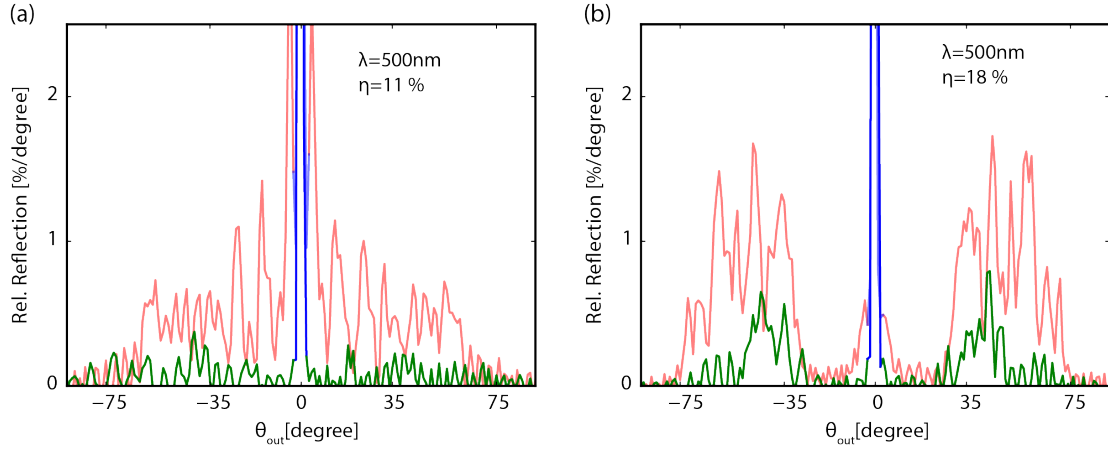 (a)
λ=500nm
η=11 %
2
1
0
Rel. Reflection [%/degree]
−75 −35 0 35 75
θout[degree]
(b)
λ=500nm
η=18 %
2
1
0
Rel. Reflection [%/degree]
−75 −35 0 35 75
θout[degree]